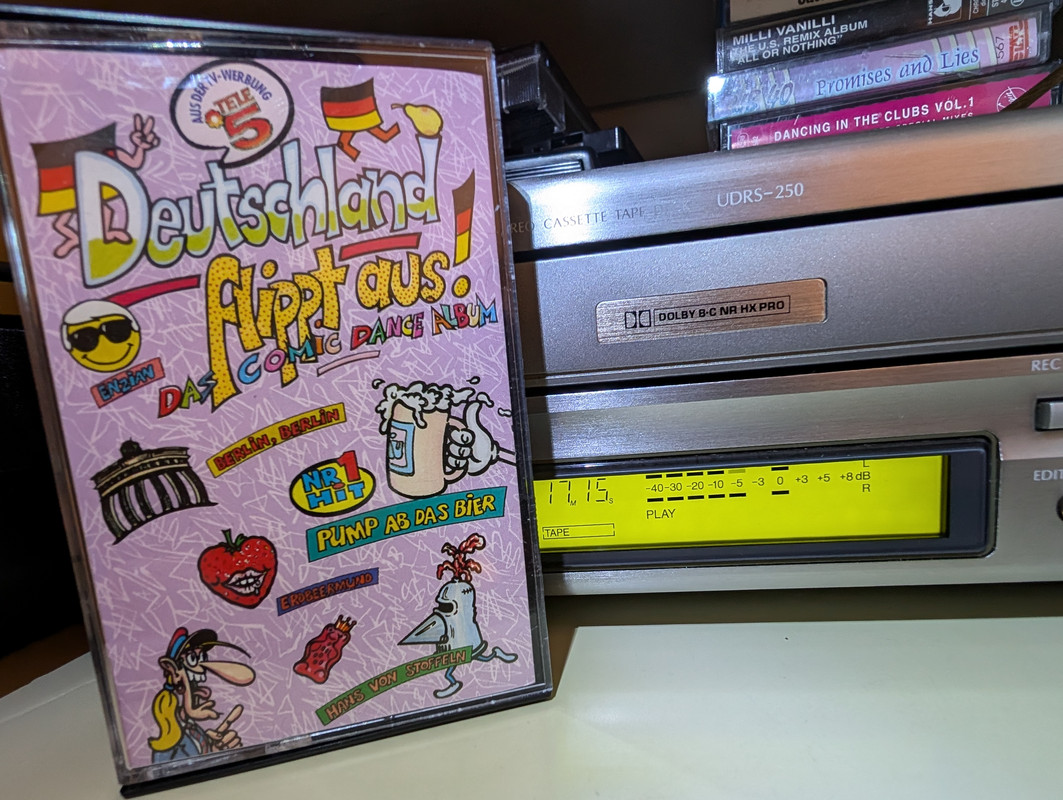 AUS DER TV-WERBUNG
TELE
5
Deutschland
flippt aus!
DAS COMIC DANCE ALBUM
ENZIAN
BERLIN, BERLIN
NR 1
HIT
PUMP AB DAS BIER
ERDBEERMUND
HANS VON STOFFELN
MILLI VANILLI
THE U.S. REMIX ALBUM
"ALL OR NOTHING"
Promises and Lies
567
DANCING IN THE CLUBS VOL.1
CASSETTE TAPE
UDRS-250
DOLBY B·C NR HX PRO
REC
EDIT
17M 15S
L
-40 -30 -20 -10 -5 -3 0 +3 +5 +8 dB
R
PLAY
TAPE